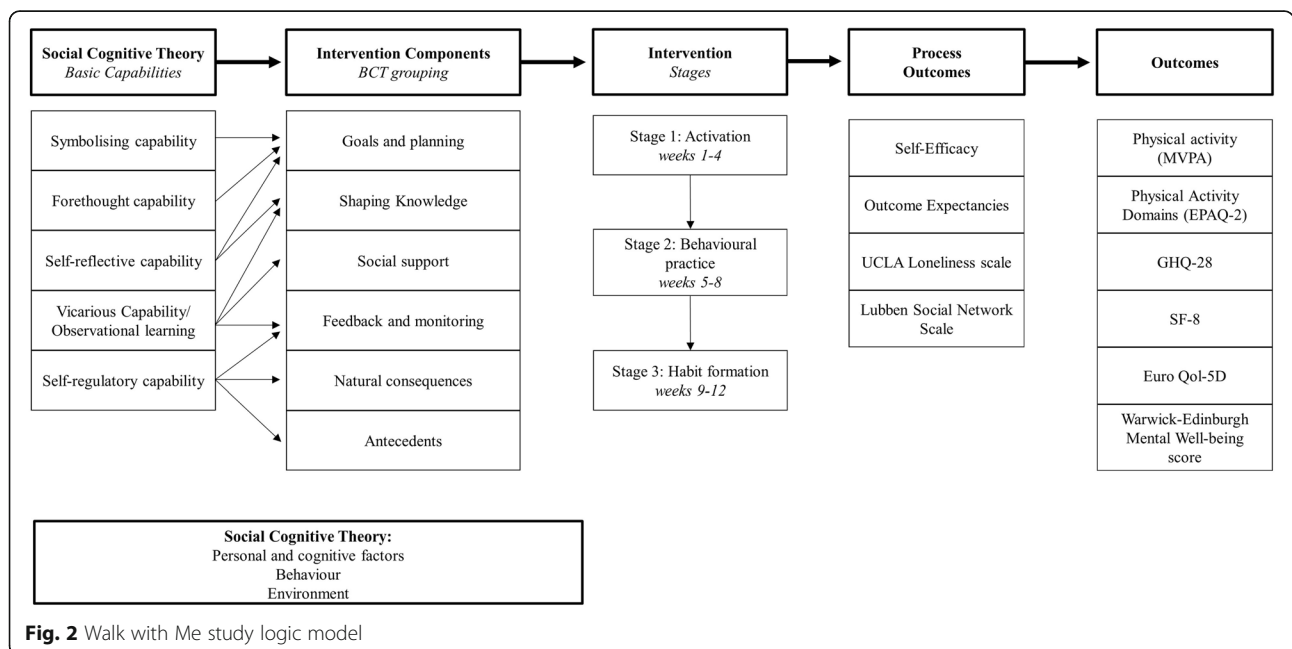 Social Cognitive Theory
Basic Capabilities
Intervention Components
BCT grouping
Intervention
Stages
Process
Outcomes
Outcomes
Symbolising capability
Forethought capability
Self-reflective capability
Vicarious Capability/
Observational learning
Self-regulatory capability
Goals and planning
Shaping Knowledge
Social support
Feedback and monitoring
Natural consequences
Antecedents
Stage 1: Activation
weeks 1-4
Stage 2: Behavioural
practice
weeks 5-8
Stage 3: Habit formation
weeks 9-12
Self-Efficacy
Outcome Expectancies
UCLA Loneliness scale
Lubben Social Network
Scale
Physical activity
(MVPA)
Physical Activity
Domains (EPAQ-2)
GHQ-28
SF-8
Euro Qol-5D
Warwick-Edinburgh
Mental Well-being
score
Social Cognitive Theory:
Personal and cognitive factors
Behaviour
Environment
Fig. 2 Walk with Me study logic model